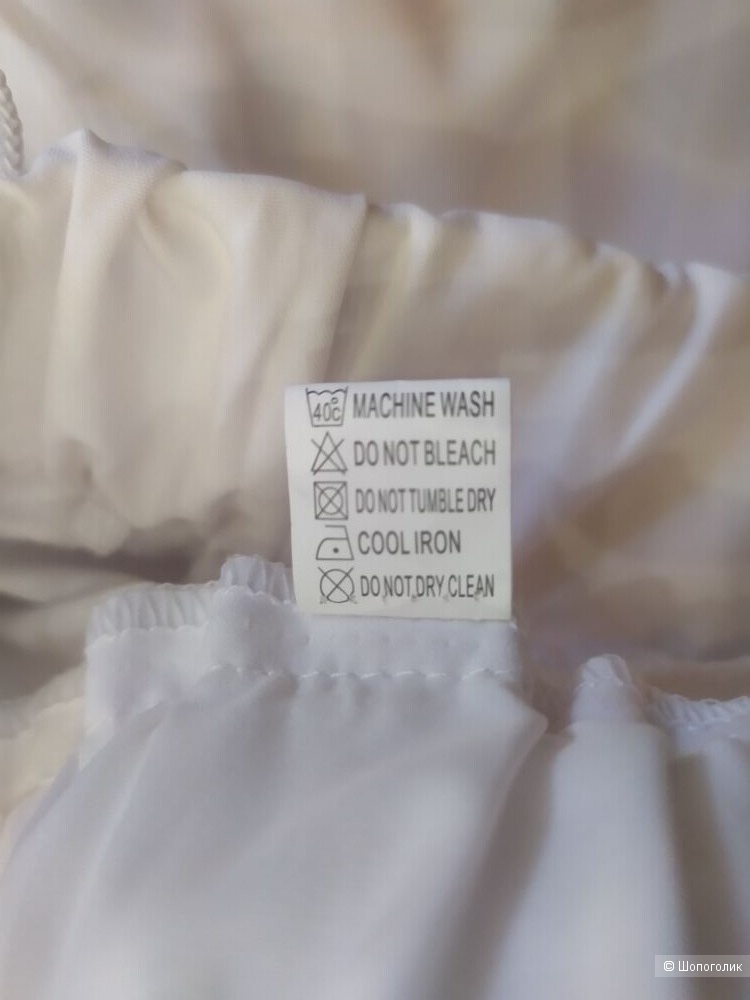 40°C MACHINE WASH
DO NOT BLEACH
DO NOT TUMBLE DRY
COOL IRON
DO NOT DRY CLEAN
© Шопоголик